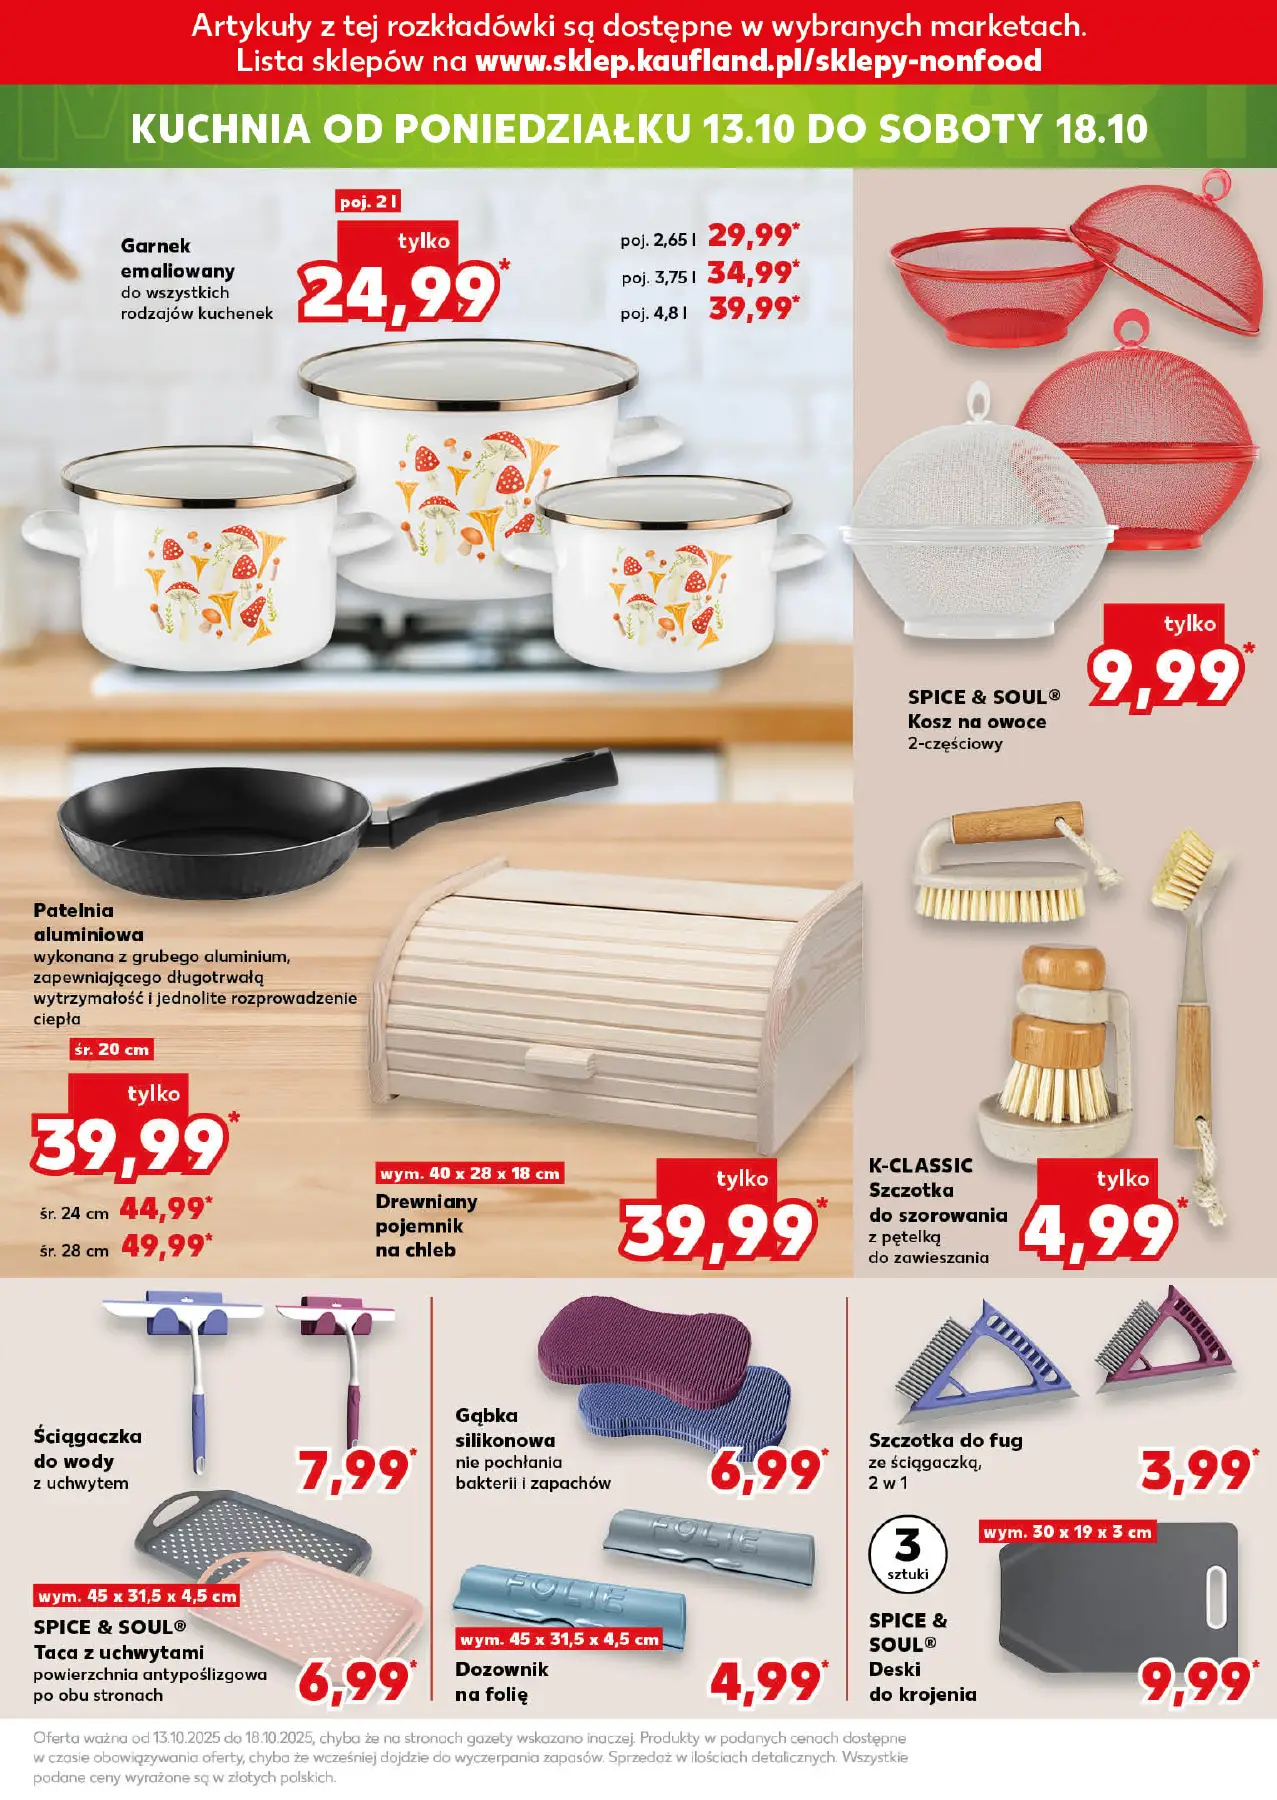 Artykuły z tej rozkładówki są dostępne w wybranych marketach.
Lista sklepów na www.sklep.kaufland.pl/sklepy-nonfood
KUCHNIA OD PONIEDZIAŁKU 13.10 DO SOBOTY 18.10
Garnek
emaliowany
do wszystkich
rodzajów kuchenek
poj. 2 l
tylko
24,99*
poj. 2,65 l 29,99*
poj. 3,75 l 34,99*
poj. 4,8 l 39,99*
tylko
9,99*
SPICE & SOUL®
Kosz na owoce
2-częściowy
Patelnia
aluminiowa
wykonana z grubego aluminium,
zapewniającego długotrwałą
wytrzymałość i jednolite rozprowadzenie
ciepła
śr. 20 cm
tylko
39,99*
śr. 24 cm 44,99*
śr. 28 cm 49,99*
wym. 40 x 28 x 18 cm
Drewniany
pojemnik
na chleb
tylko
39,99*
K-CLASSIC
Szczotka
do szorowania
z pętelką
do zawieszania
tylko
4,99*
Ściągaczka
do wody
z uchwytem
7,99*
Gąbka
silikonowa
nie pochłania
bakterii i zapachów
6,99*
Szczotka do fug
ze ściągaczką,
2 w 1
3,99*
wym. 45 x 31,5 x 4,5 cm
SPICE & SOUL®
Taca z uchwytami
powierzchnia antypoślizgowa
po obu stronach
6,99*
FOLIE
FOLIE
wym. 45 x 31,5 x 4,5 cm
Dozownik
na folię
4,99*
3
sztuki
wym. 30 x 19 x 3 cm
SPICE &
SOUL®
Deski
do krojenia
9,99*
Oferta ważna od 13.10.2025 do 18.10.2025, chyba że na stronach gazety wskazano inaczej. Produkty w podanych cenach dostępne
w czasie obowiązywania oferty, chyba że wcześniej dojdzie do wyczerpania zapasów. Sprzedaż w ilościach detalicznych. Wszystkie
podane ceny wyrażone są w złotych polskich.